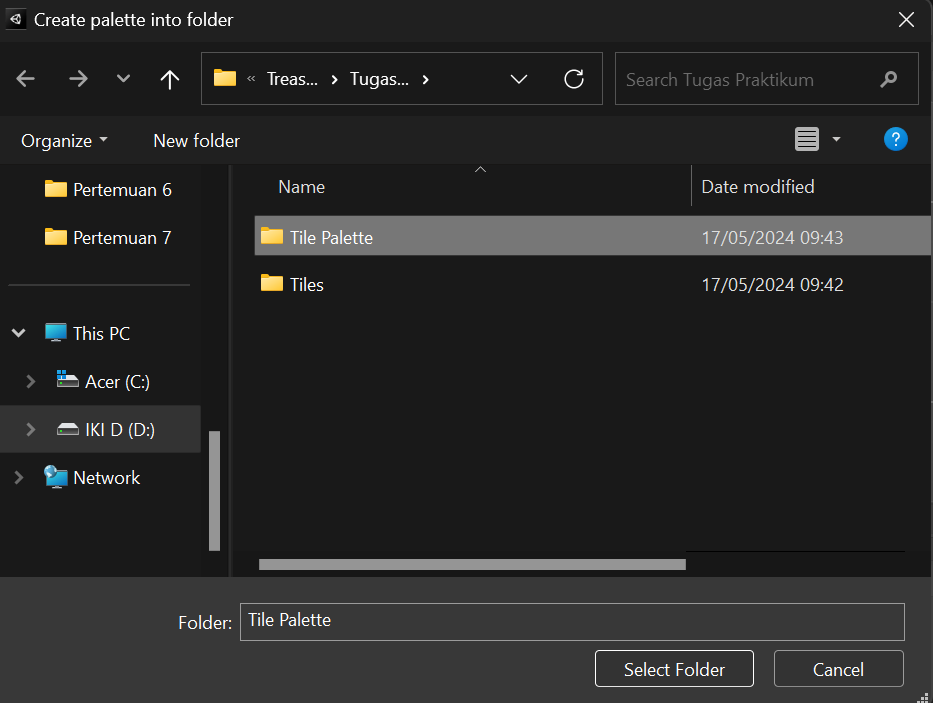 Create palette into folder
« Treas... › Tugas... ›
Search Tugas Praktikum
Organize
New folder
?
Pertemuan 6
Pertemuan 7
This PC
Acer (C:)
IKI D (D:)
Network
Name
Date modified
Tile Palette
17/05/2024 09:43
Tiles
17/05/2024 09:42
Folder:
Tile Palette
Select Folder
Cancel